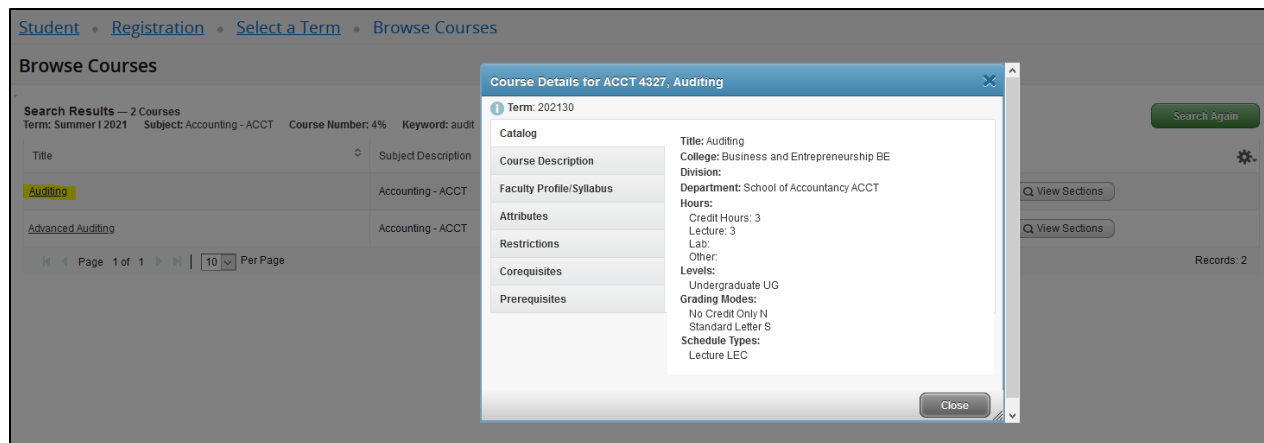 Student • Registration • Select a Term • Browse Courses
Browse Courses
Search Results — 2 Courses
Term: Summer I 2021 Subject: Accounting - ACCT Course Number: 4% Keyword: audit
Search Again
Title Subject Description
Auditing Accounting - ACCT View Sections
Advanced Auditing Accounting - ACCT View Sections
Page 1 of 1 10 Per Page Records: 2
Course Details for ACCT 4327, Auditing
Term: 202130
Catalog
Course Description
Faculty Profile/Syllabus
Attributes
Restrictions
Corequisites
Prerequisites
Title: Auditing
College: Business and Entrepreneurship BE
Division:
Department: School of Accountancy ACCT
Hours:
Credit Hours: 3
Lecture: 3
Lab:
Other:
Levels:
Undergraduate UG
Grading Modes:
No Credit Only N
Standard Letter S
Schedule Types:
Lecture LEC
Close